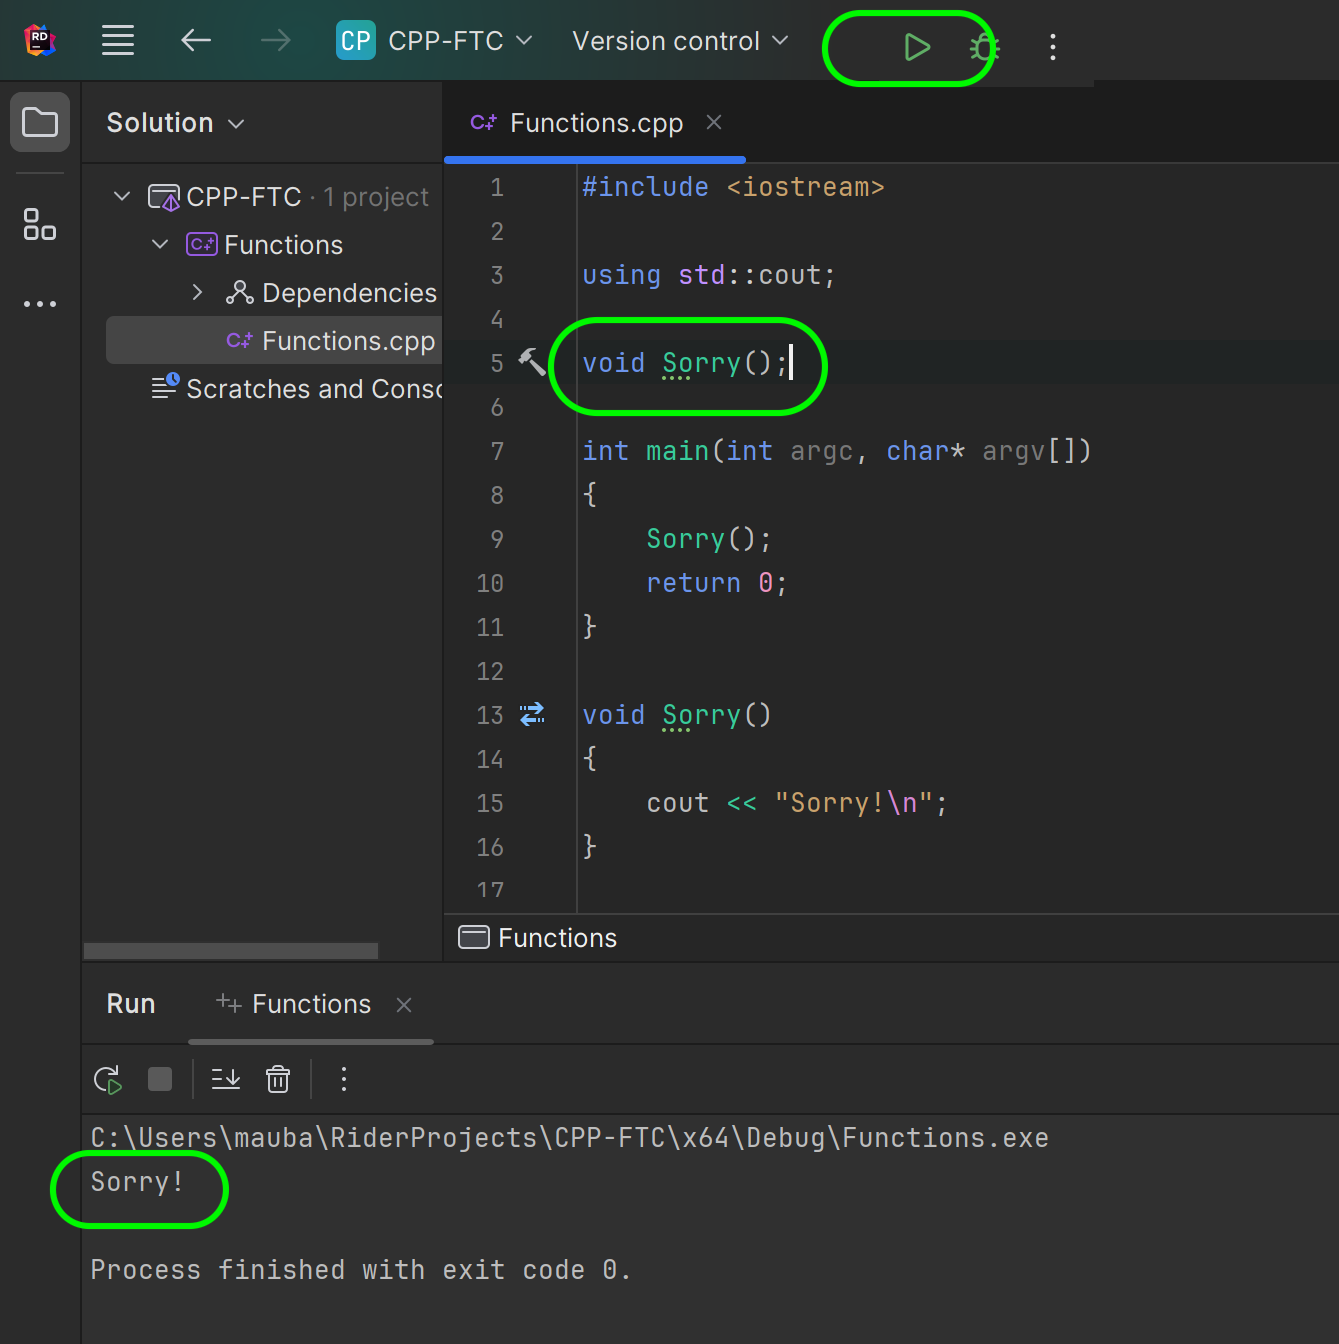 RD
CP CPP-FTC Version control
Solution
Functions.cpp
CPP-FTC · 1 project
Functions
Dependencies
Functions.cpp
Scratches and Consc
1 #include <iostream>
2
3 using std::cout;
4
5 void Sorry();
6
7 int main(int argc, char* argv[])
8 {
9 Sorry();
10 return 0;
11 }
12
13 void Sorry()
14 {
15 cout << "Sorry!\n";
16 }
17
Functions
Run Functions
C:\Users\mauba\RiderProjects\CPP-FTC\x64\Debug\Functions.exe
Sorry!
Process finished with exit code 0.